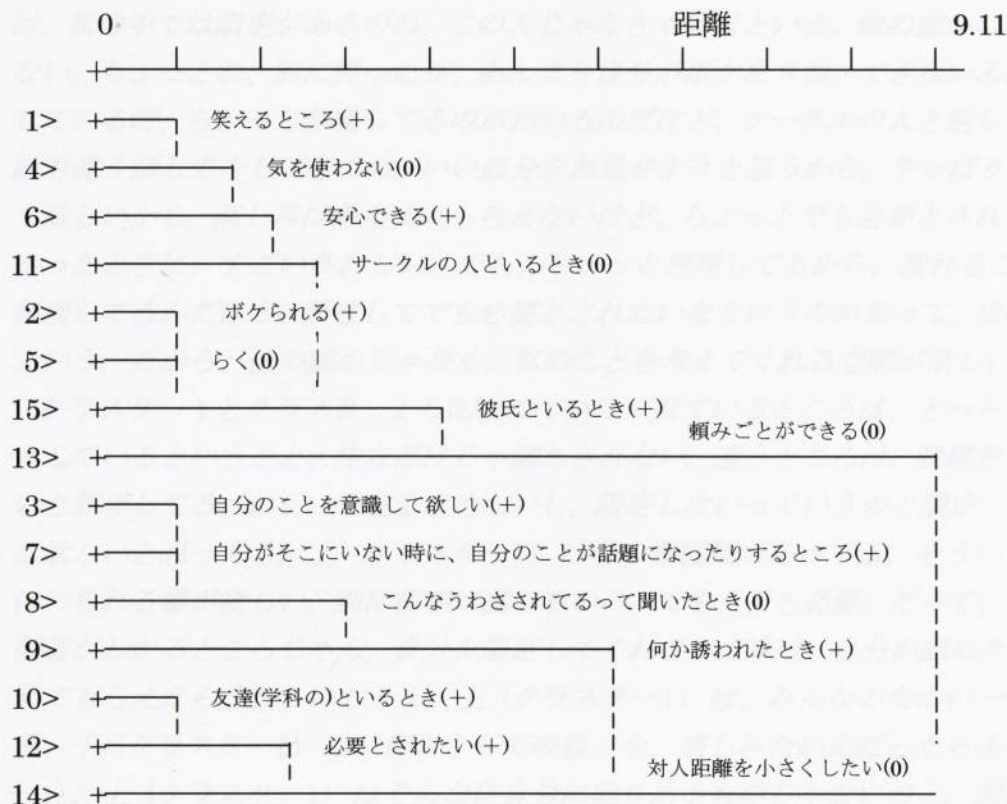 0 距離 9.11
1> 笑えるところ(+)
4> 気を使わない(0)
6> 安心できる(+)
11> サークルの人といるとき(0)
2> ボケられる(+)
5> らく(0)
15> 彼氏といるとき(+)
頼みごとができる(0)
13>
3> 自分のことを意識して欲しい(+)
7> 自分がそこにいない時に、自分のことが話題になったりするところ(+)
8> こんなうわさされてるって聞いたとき(0)
9> 何か誘われたとき(+)
10> 友達(学科の)といるとき(+)
12> 必要とされたい(+)
対人距離を小さくしたい(0)
14>